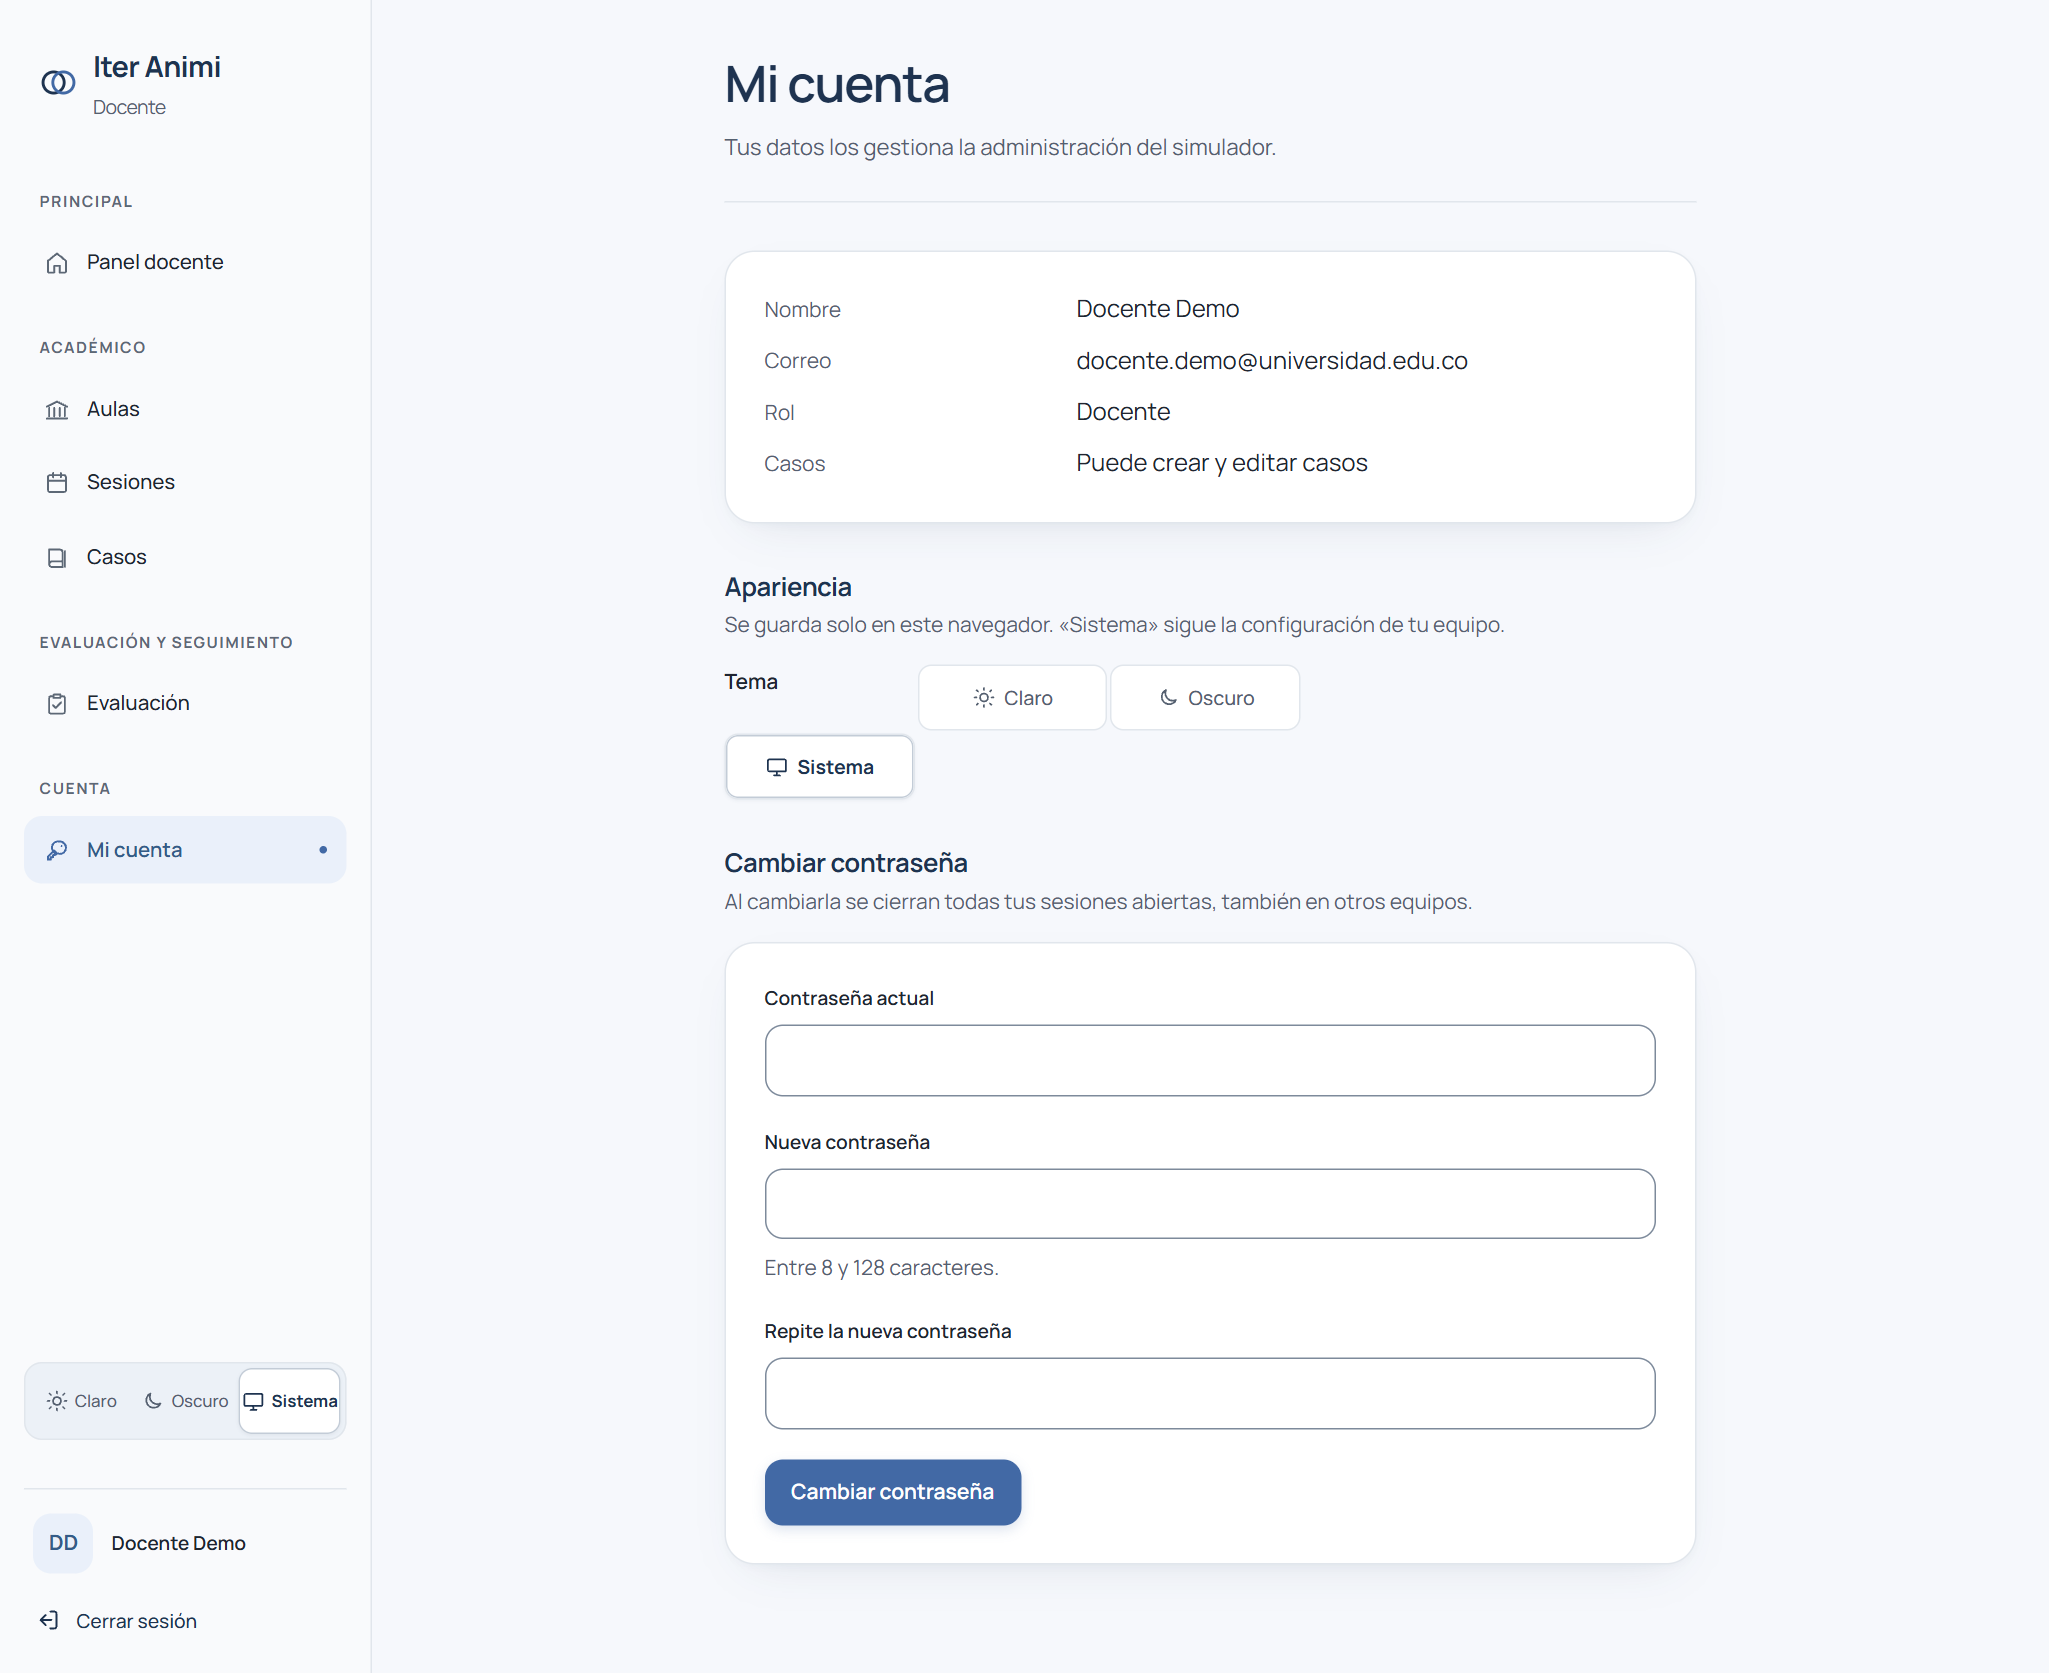 Iter Animi
Docente
PRINCIPAL
Panel docente
ACADÉMICO
Aulas
Sesiones
Casos
EVALUACIÓN Y SEGUIMIENTO
Evaluación
CUENTA
Mi cuenta
Claro Oscuro Sistema
DD Docente Demo
Cerrar sesión
Mi cuenta
Tus datos los gestiona la administración del simulador.
Nombre Docente Demo
Correo docente.demo@universidad.edu.co
Rol Docente
Casos Puede crear y editar casos
Apariencia
Se guarda solo en este navegador. «Sistema» sigue la configuración de tu equipo.
Tema Claro Oscuro
Sistema
Cambiar contraseña
Al cambiarla se cierran todas tus sesiones abiertas, también en otros equipos.
Contraseña actual
Nueva contraseña
Entre 8 y 128 caracteres.
Repite la nueva contraseña
Cambiar contraseña